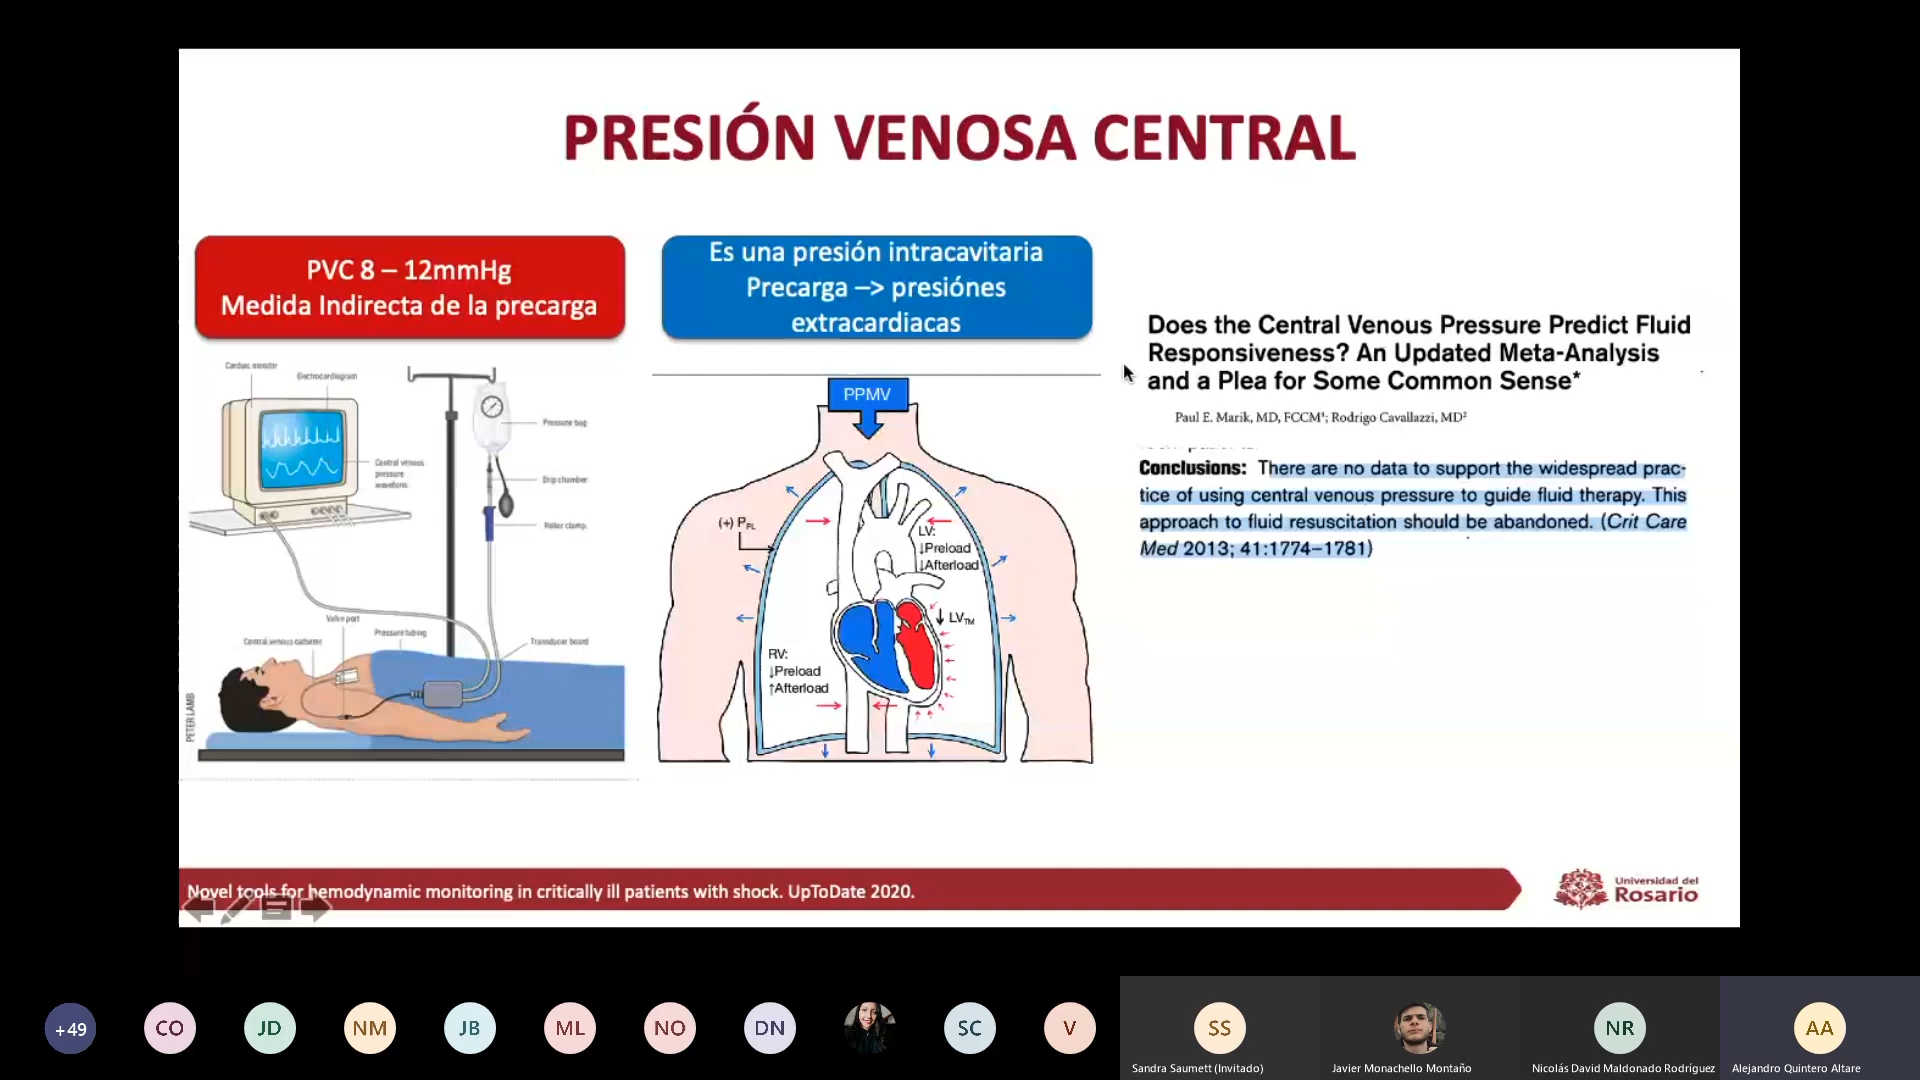 PRESIÓN VENOSA CENTRAL
PVC 8 – 12mmHg
Medida Indirecta de la precarga
Es una presión intracavitaria
Precarga –> presiónes
extracardiacas
Cardiac monitor
Electrocardiogram
Pressure bag
Central venous
pressure
waveform
Drip chamber
Roller clamp
Valve port
Central venous catheter
Pressure tubing
Transducer board
PETER LAMB
PPMV
(+) PPL
LV:
↓Preload
↓Afterload
↓ LVTM
RV:
↓Preload
↑Afterload
Does the Central Venous Pressure Predict Fluid
Responsiveness? An Updated Meta-Analysis
and a Plea for Some Common Sense*
Paul E. Marik, MD, FCCM¹; Rodrigo Cavallazzi, MD²
Conclusions: There are no data to support the widespread prac-
tice of using central venous pressure to guide fluid therapy. This
approach to fluid resuscitation should be abandoned. (Crit Care
Med 2013; 41:1774–1781)
Novel tools for hemodynamic monitoring in critically ill patients with shock. UpToDate 2020.
Universidad del
Rosario
+49
CO
JD
NM
JB
ML
NO
DN
SC
V
SS
NR
AA
Sandra Saumett (Invitado)
Javier Monachello Montaño
Nicolás David Maldonado Rodríguez
Alejandro Quintero Altare